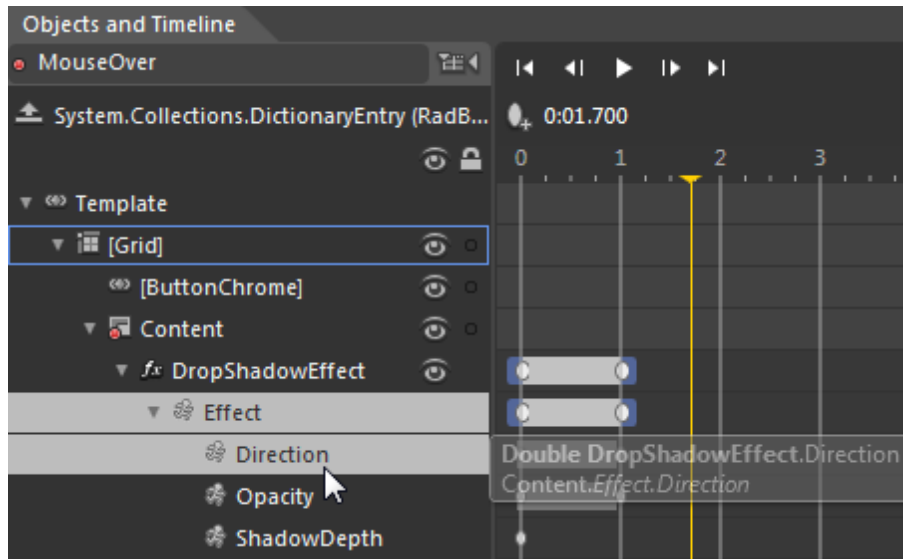 Objects and Timeline
MouseOver
System.Collections.DictionaryEntry (RadB...
0:01.700
0 1 2 3
Template
[Grid]
[ButtonChrome]
Content
fx DropShadowEffect
Effect
Direction
Double DropShadowEffect.Direction
Content.Effect.Direction
Opacity
ShadowDepth